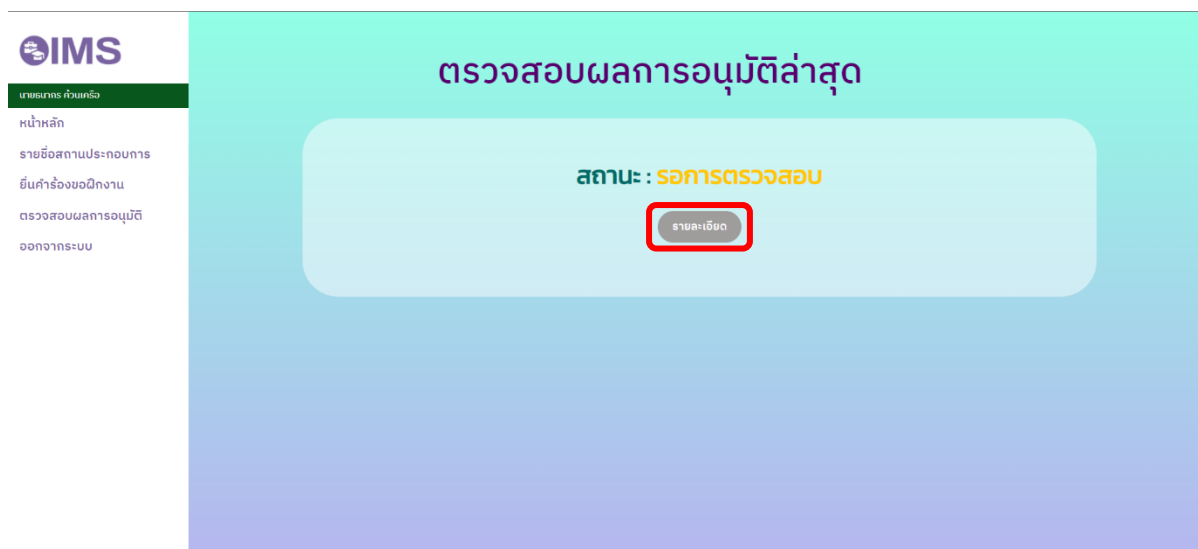 IMS
นายธนากร ค้วนเครือ
หน้าหลัก
รายชื่อสถานประกอบการ
ยื่นคำร้องขอฝึกงาน
ตรวจสอบผลการอนุมัติ
ออกจากระบบ
ตรวจสอบผลการอนุมัติล่าสุด
สถานะ : รอการตรวจสอบ
รายละเอียด